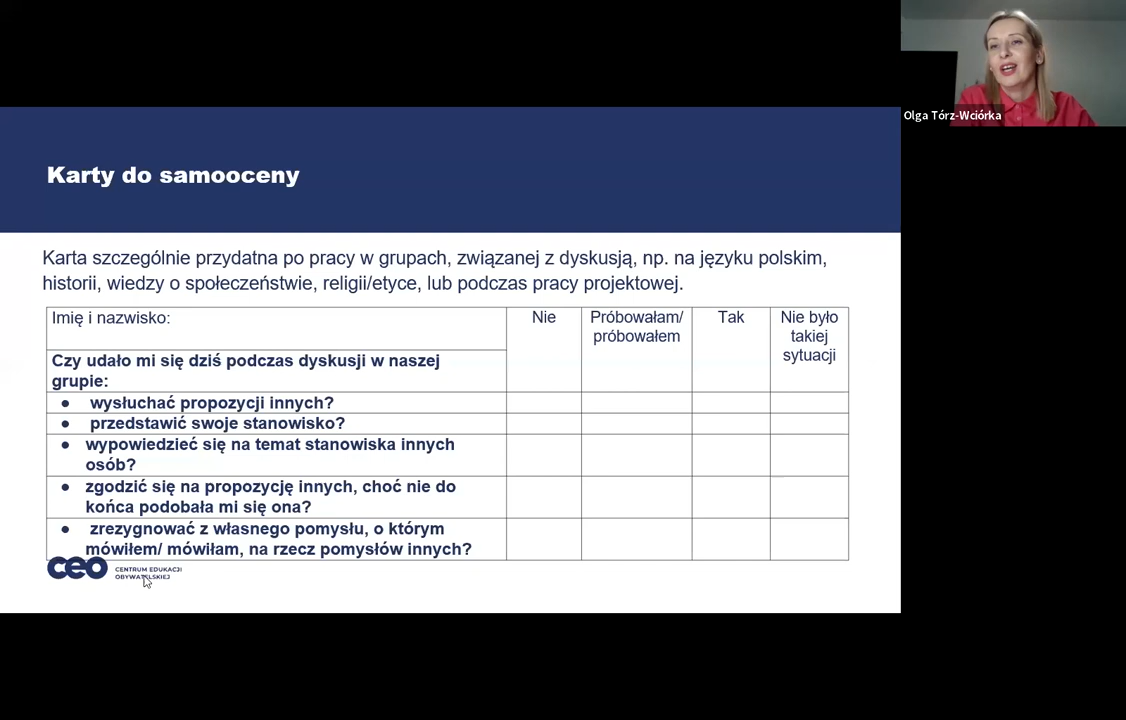 Olga Tórz-Wciórka
Karty do samooceny
Karta szczególnie przydatna po pracy w grupach, związanej z dyskusją, np. na języku polskim,
historii, wiedzy o społeczeństwie, religii/etyce, lub podczas pracy projektowej.
Imię i nazwisko:
Nie
Próbowałam/
próbowałem
Tak
Nie było
takiej
sytuacji
Czy udało mi się dziś podczas dyskusji w naszej
grupie:
● wysłuchać propozycji innych?
● przedstawić swoje stanowisko?
● wypowiedzieć się na temat stanowiska innych
osób?
● zgodzić się na propozycję innych, choć nie do
końca podobała mi się ona?
● zrezygnować z własnego pomysłu, o którym
mówiłem/ mówiłam, na rzecz pomysłów innych?
ceo
CENTRUM EDUKACJI
OBYWATELSKIEJ